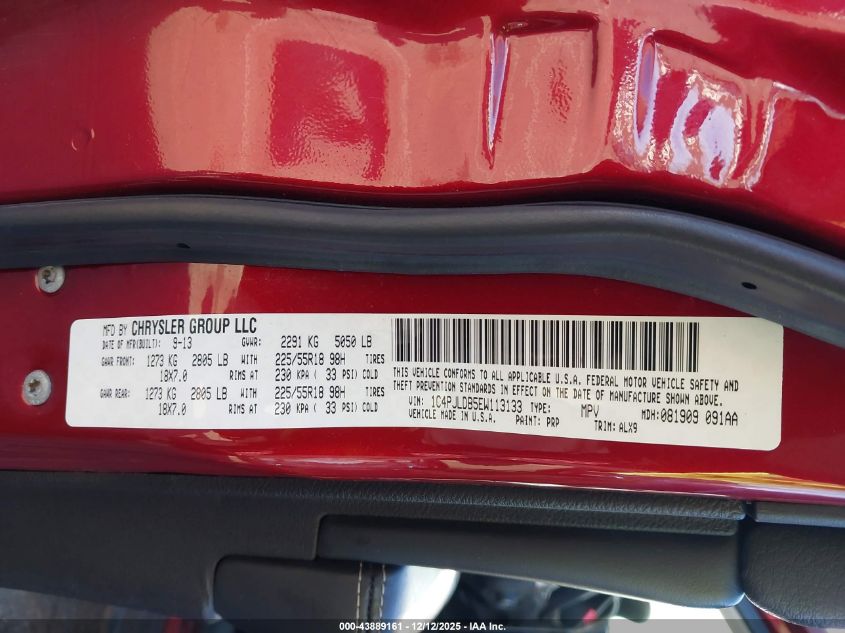 MFD BY CHRYSLER GROUP LLC
DATE OF MFR(BUILT): 9-13 GVWR: 2291 KG 5050 LB
GAWR FRONT: 1273 KG 2805 LB WITH 225/55R18 98H TIRES
18X7.0 RIMS AT 230 KPA ( 33 PSI) COLD
GAWR REAR: 1273 KG 2805 LB WITH 225/55R18 98H TIRES
18X7.0 RIMS AT 230 KPA ( 33 PSI) COLD
THIS VEHICLE CONFORMS TO ALL APPLICABLE U.S.A. FEDERAL MOTOR VEHICLE SAFETY AND
THEFT PREVENTION STANDARDS IN EFFECT ON THE DATE OF MANUFACTURE SHOWN ABOVE.
VIN: 1C4PJLDB5EW113133 TYPE: MPV MDH: 081909 091AA
VEHICLE MADE IN U.S.A. PAINT: PRP TRIM: ALX9
000-43889161 - 12/12/2025 - IAA Inc.